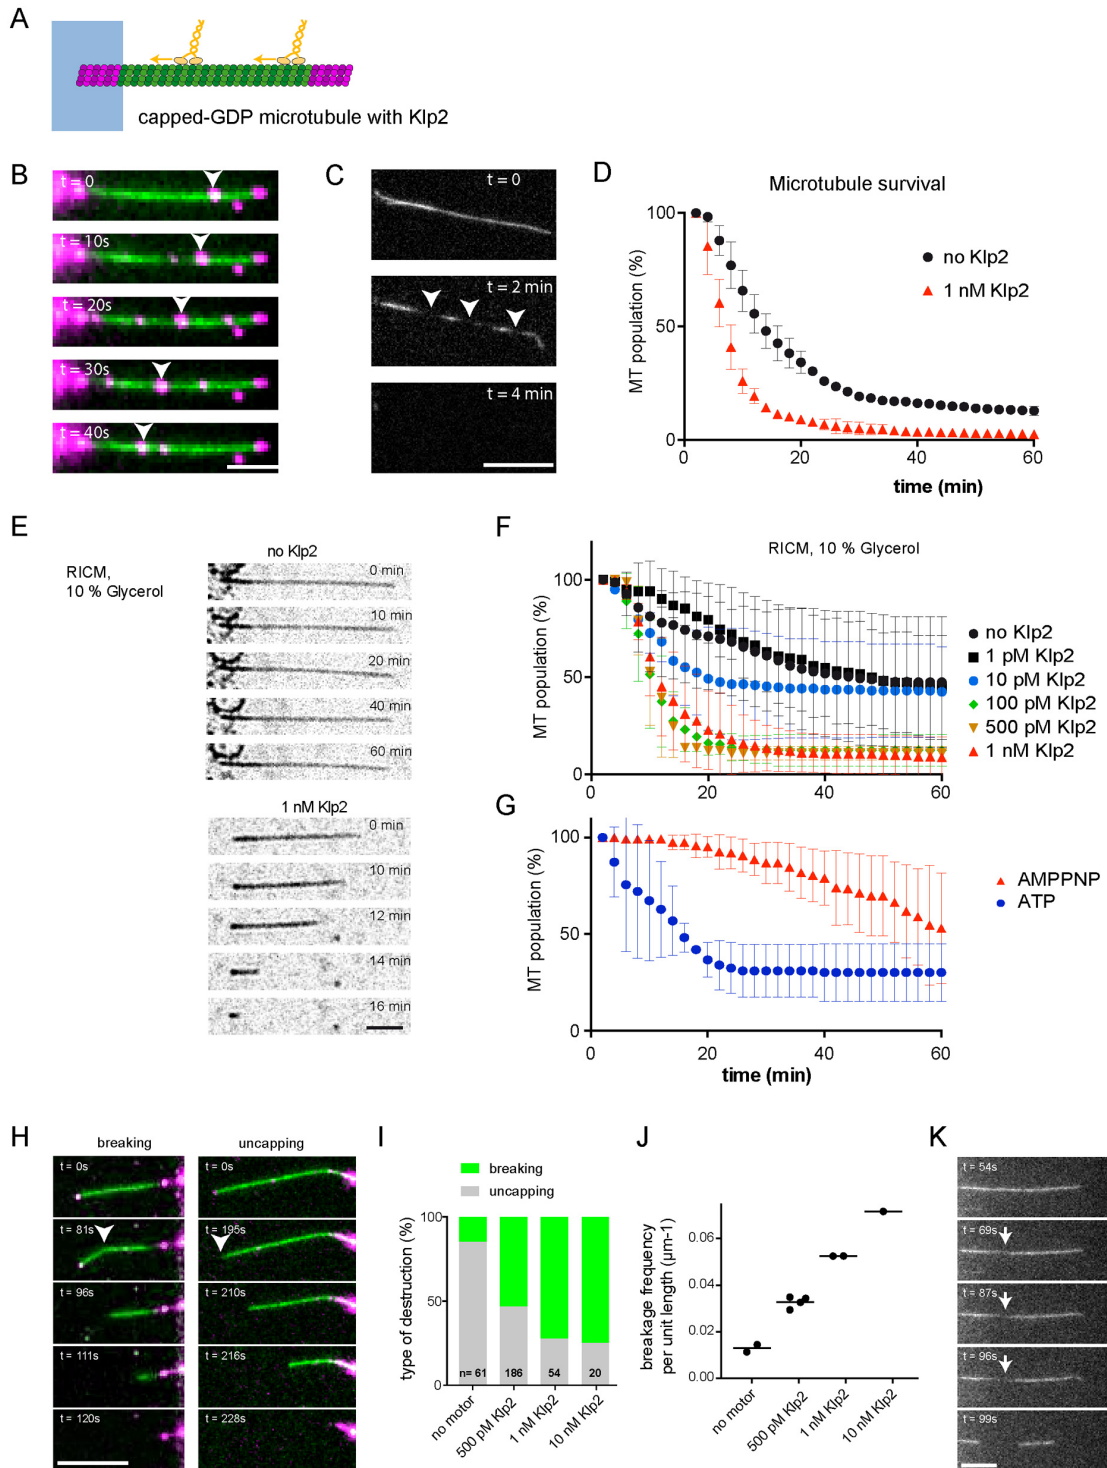 A
capped-GDP microtubule with Klp2
B
t = 0
t = 10s
t = 20s
t = 30s
t = 40s
C
t = 0
t = 2 min
t = 4 min
D
Microtubule survival
MT population (%)
100
50
0
0
20
40
60
time (min)
no Klp2
1 nM Klp2
E
RICM,
10 % Glycerol
no Klp2
0 min
10 min
20 min
40 min
60 min
1 nM Klp2
0 min
10 min
12 min
14 min
16 min
F
RICM, 10 % Glycerol
MT population (%)
100
50
0
0
20
40
60
no Klp2
1 pM Klp2
10 pM Klp2
100 pM Klp2
500 pM Klp2
1 nM Klp2
G
MT population (%)
100
50
0
0
20
40
60
time (min)
AMPPNP
ATP
H
breaking
t = 0s
t = 81s
t = 96s
t = 111s
t = 120s
uncapping
t = 0s
t = 195s
t = 210s
t = 216s
t = 228s
I
breaking
uncapping
type of destruction (%)
100
50
0
n= 61
186
54
20
no motor
500 pM Klp2
1 nM Klp2
10 nM Klp2
J
breakage frequency
per unit length (µm-1)
0.06
0.04
0.02
0.00
no motor
500 pM Klp2
1 nM Klp2
10 nM Klp2
K
t = 54s
t = 69s
t = 87s
t = 96s
t = 99s